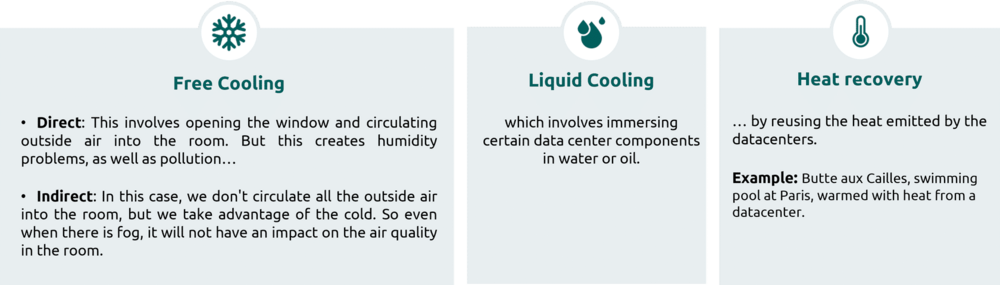 Free Cooling
• Direct: This involves opening the window and circulating
outside air into the room. But this creates humidity
problems, as well as pollution…
• Indirect: In this case, we don't circulate all the outside air
into the room, but we take advantage of the cold. So even
when there is fog, it will not have an impact on the air quality
in the room.
Liquid Cooling
which involves immersing
certain data center components
in water or oil.
Heat recovery
… by reusing the heat emitted by the
datacenters.
Example: Butte aux Cailles, swimming
pool at Paris, warmed with heat from a
datacenter.